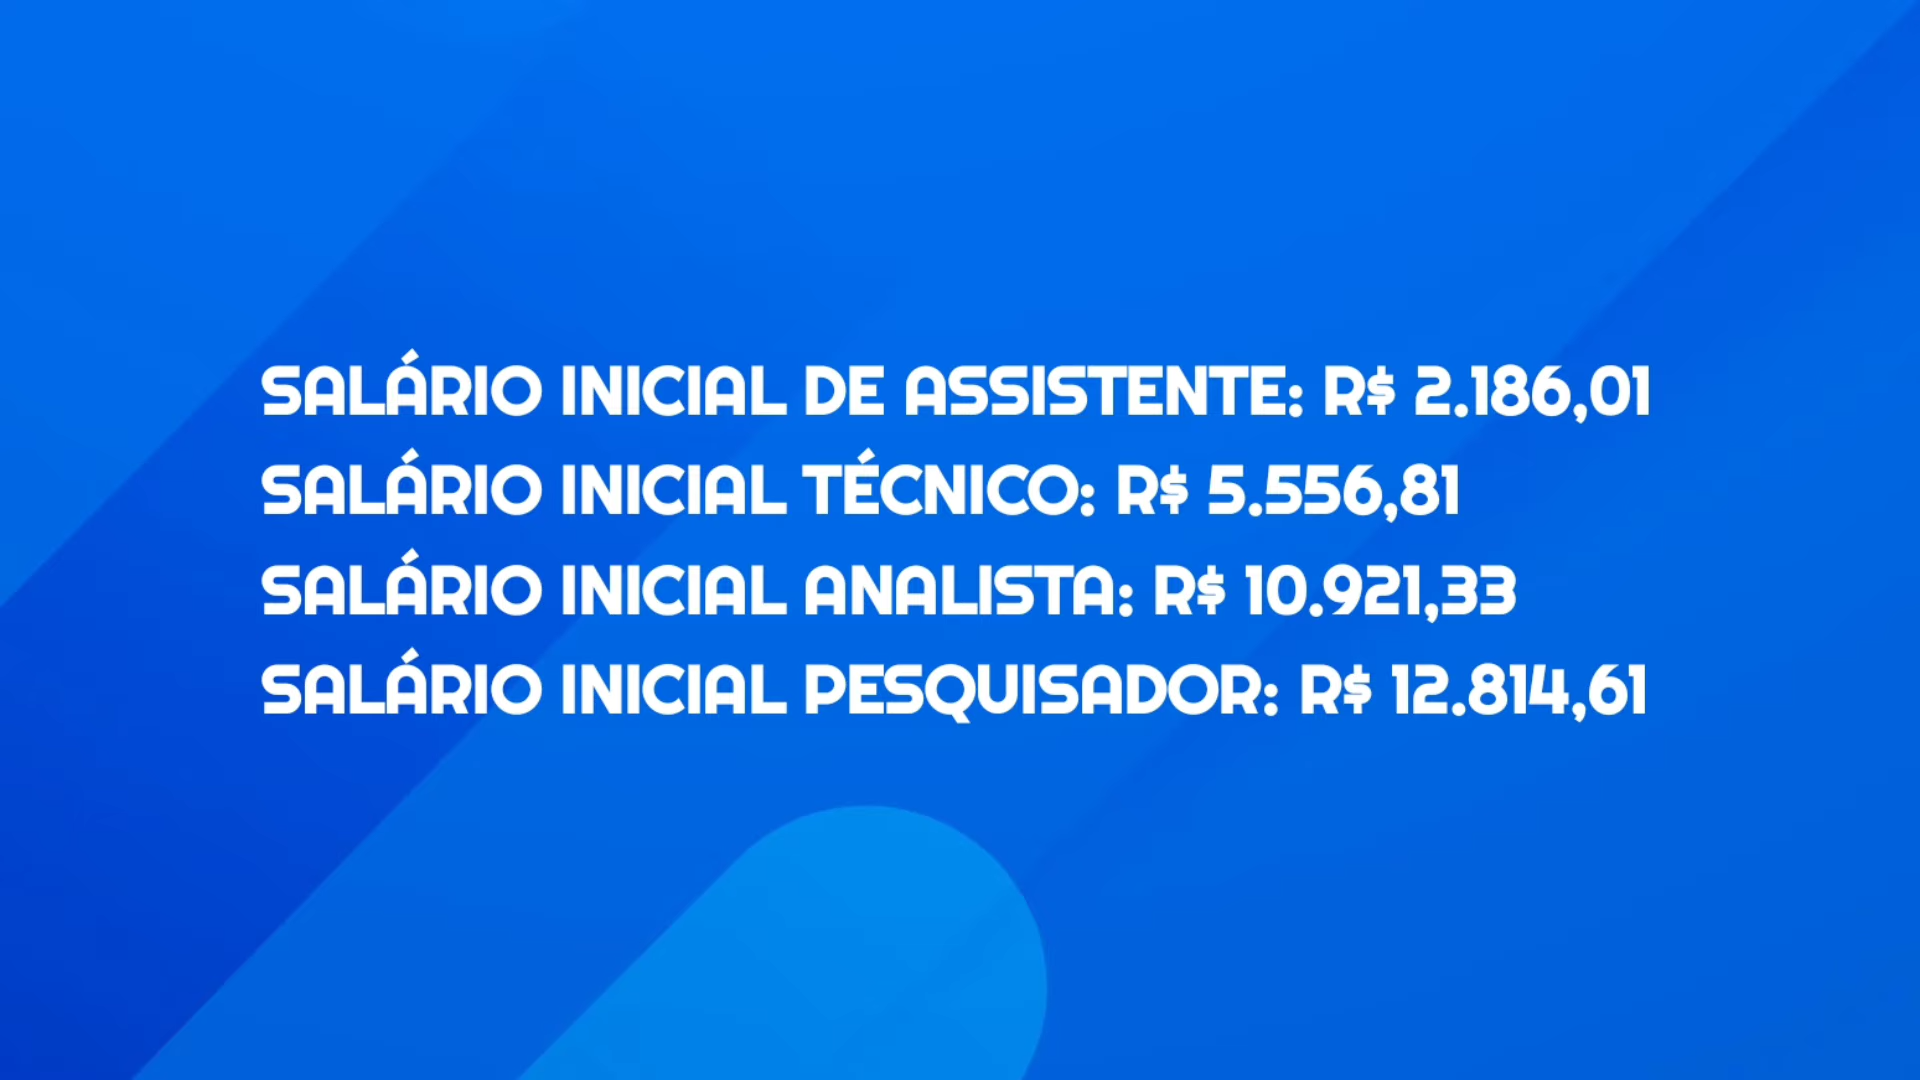 SALÁRIO INICIAL DE ASSISTENTE: R$ 2.186,01
SALÁRIO INICIAL TÉCNICO: R$ 5.556,81
SALÁRIO INICIAL ANALISTA: R$ 10.921,33
SALÁRIO INICIAL PESQUISADOR: R$ 12.814,61